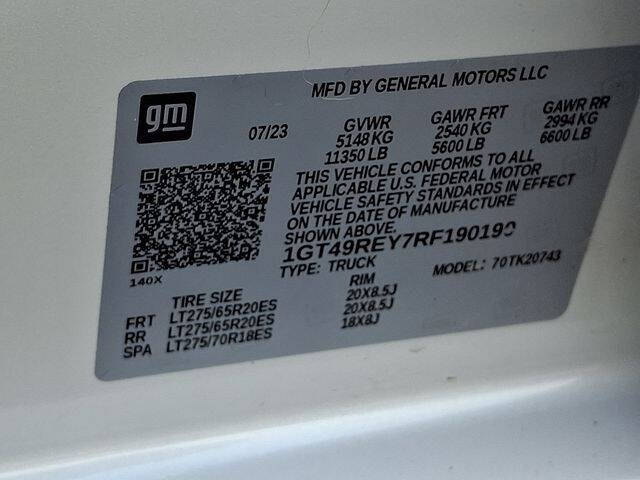 MFD BY GENERAL MOTORS LLC
gm
07/23
GVWR GAWR FRT GAWR RR
5148 KG 2540 KG 2994 KG
11350 LB 5600 LB 6600 LB
THIS VEHICLE CONFORMS TO ALL
APPLICABLE U.S. FEDERAL MOTOR
VEHICLE SAFETY STANDARDS IN EFFECT
ON THE DATE OF MANUFACTURE
SHOWN ABOVE.
1GT49REY7RF190190
TYPE: TRUCK MODEL: 70TK20743
140X
TIRE SIZE RIM
FRT LT275/65R20ES 20X8.5J
RR LT275/65R20ES 20X8.5J
SPA LT275/70R18ES 18X8J